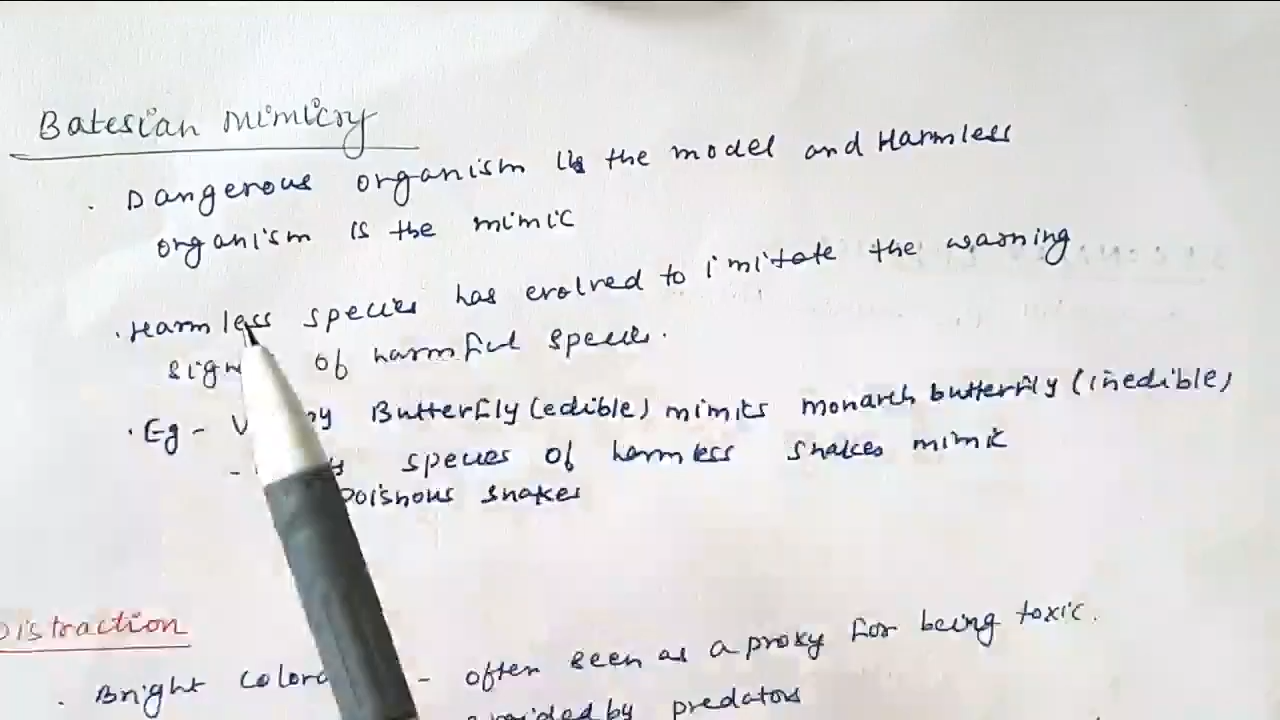 Batesian mimicry
. Dangerous organism is the model and Harmless
organism is the mimic
. Harmless species has evolved to imitate the warning
of harmful species.
. Eg - Butterfly (edible) mimics monarch butterfly (inedible)
- species of harmless snakes mimic
poisnous snakes
Distraction
. Bright - often seen as a proxy for being toxic.
by predators